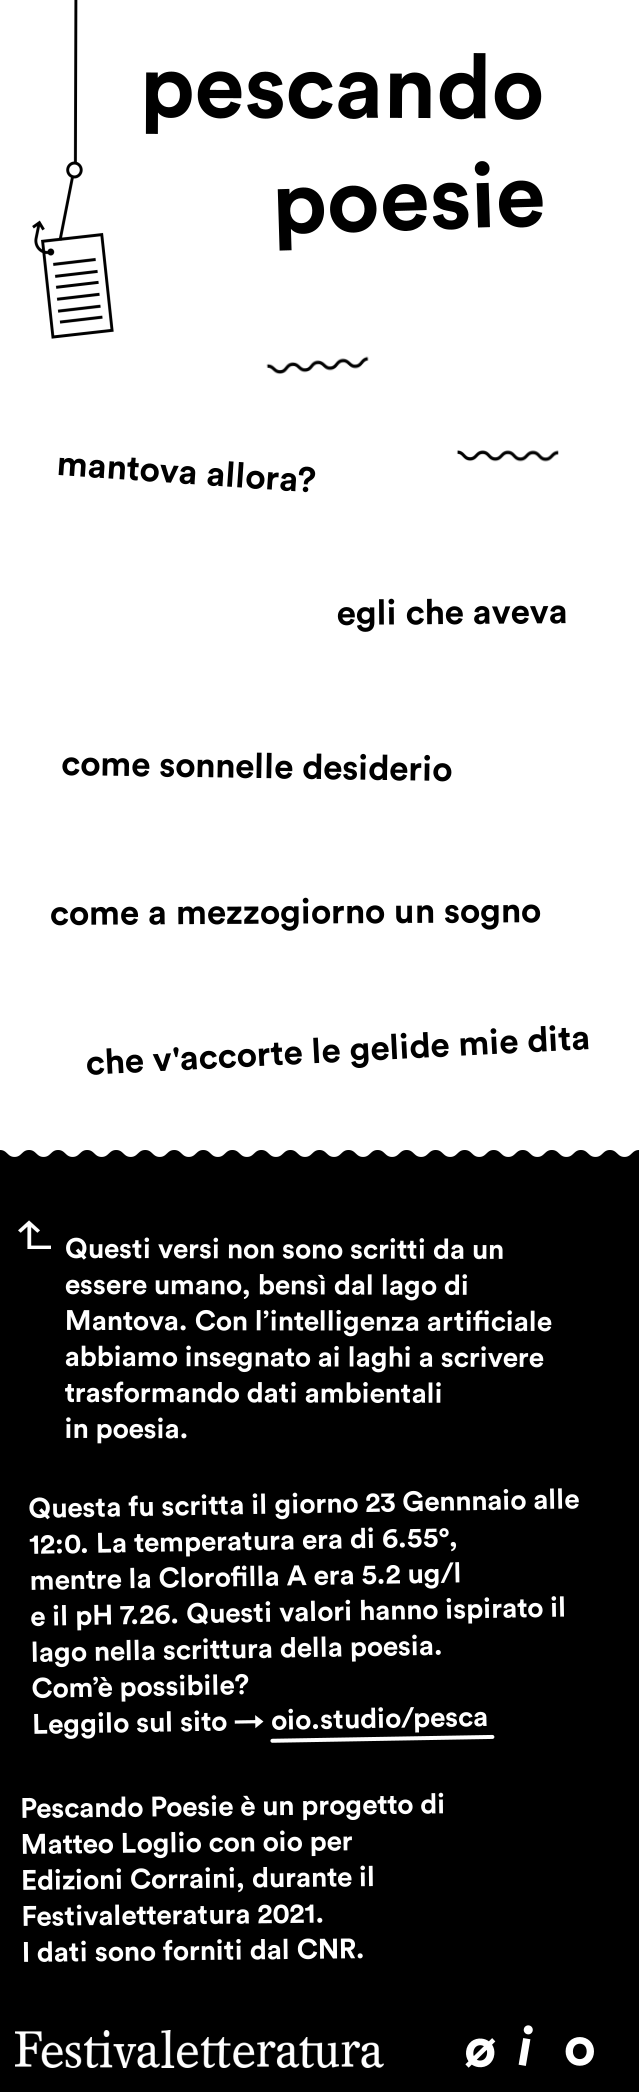 pescando
poesie
mantova allora?
egli che aveva
come sonnelle desiderio
come a mezzogiorno un sogno
che v'accorte le gelide mie dita
Questi versi non sono scritti da un
essere umano, bensì dal lago di
Mantova. Con l’intelligenza artificiale
abbiamo insegnato ai laghi a scrivere
trasformando dati ambientali
in poesia.
Questa fu scritta il giorno 23 Gennnaio alle
12:0. La temperatura era di 6.55°,
mentre la Clorofilla A era 5.2 ug/l
e il pH 7.26. Questi valori hanno ispirato il
lago nella scrittura della poesia.
Com’è possibile?
Leggilo sul sito → oio.studio/pesca
Pescando Poesie è un progetto di
Matteo Loglio con oio per
Edizioni Corraini, durante il
Festivaletteratura 2021.
I dati sono forniti dal CNR.
Festivaletteratura øio